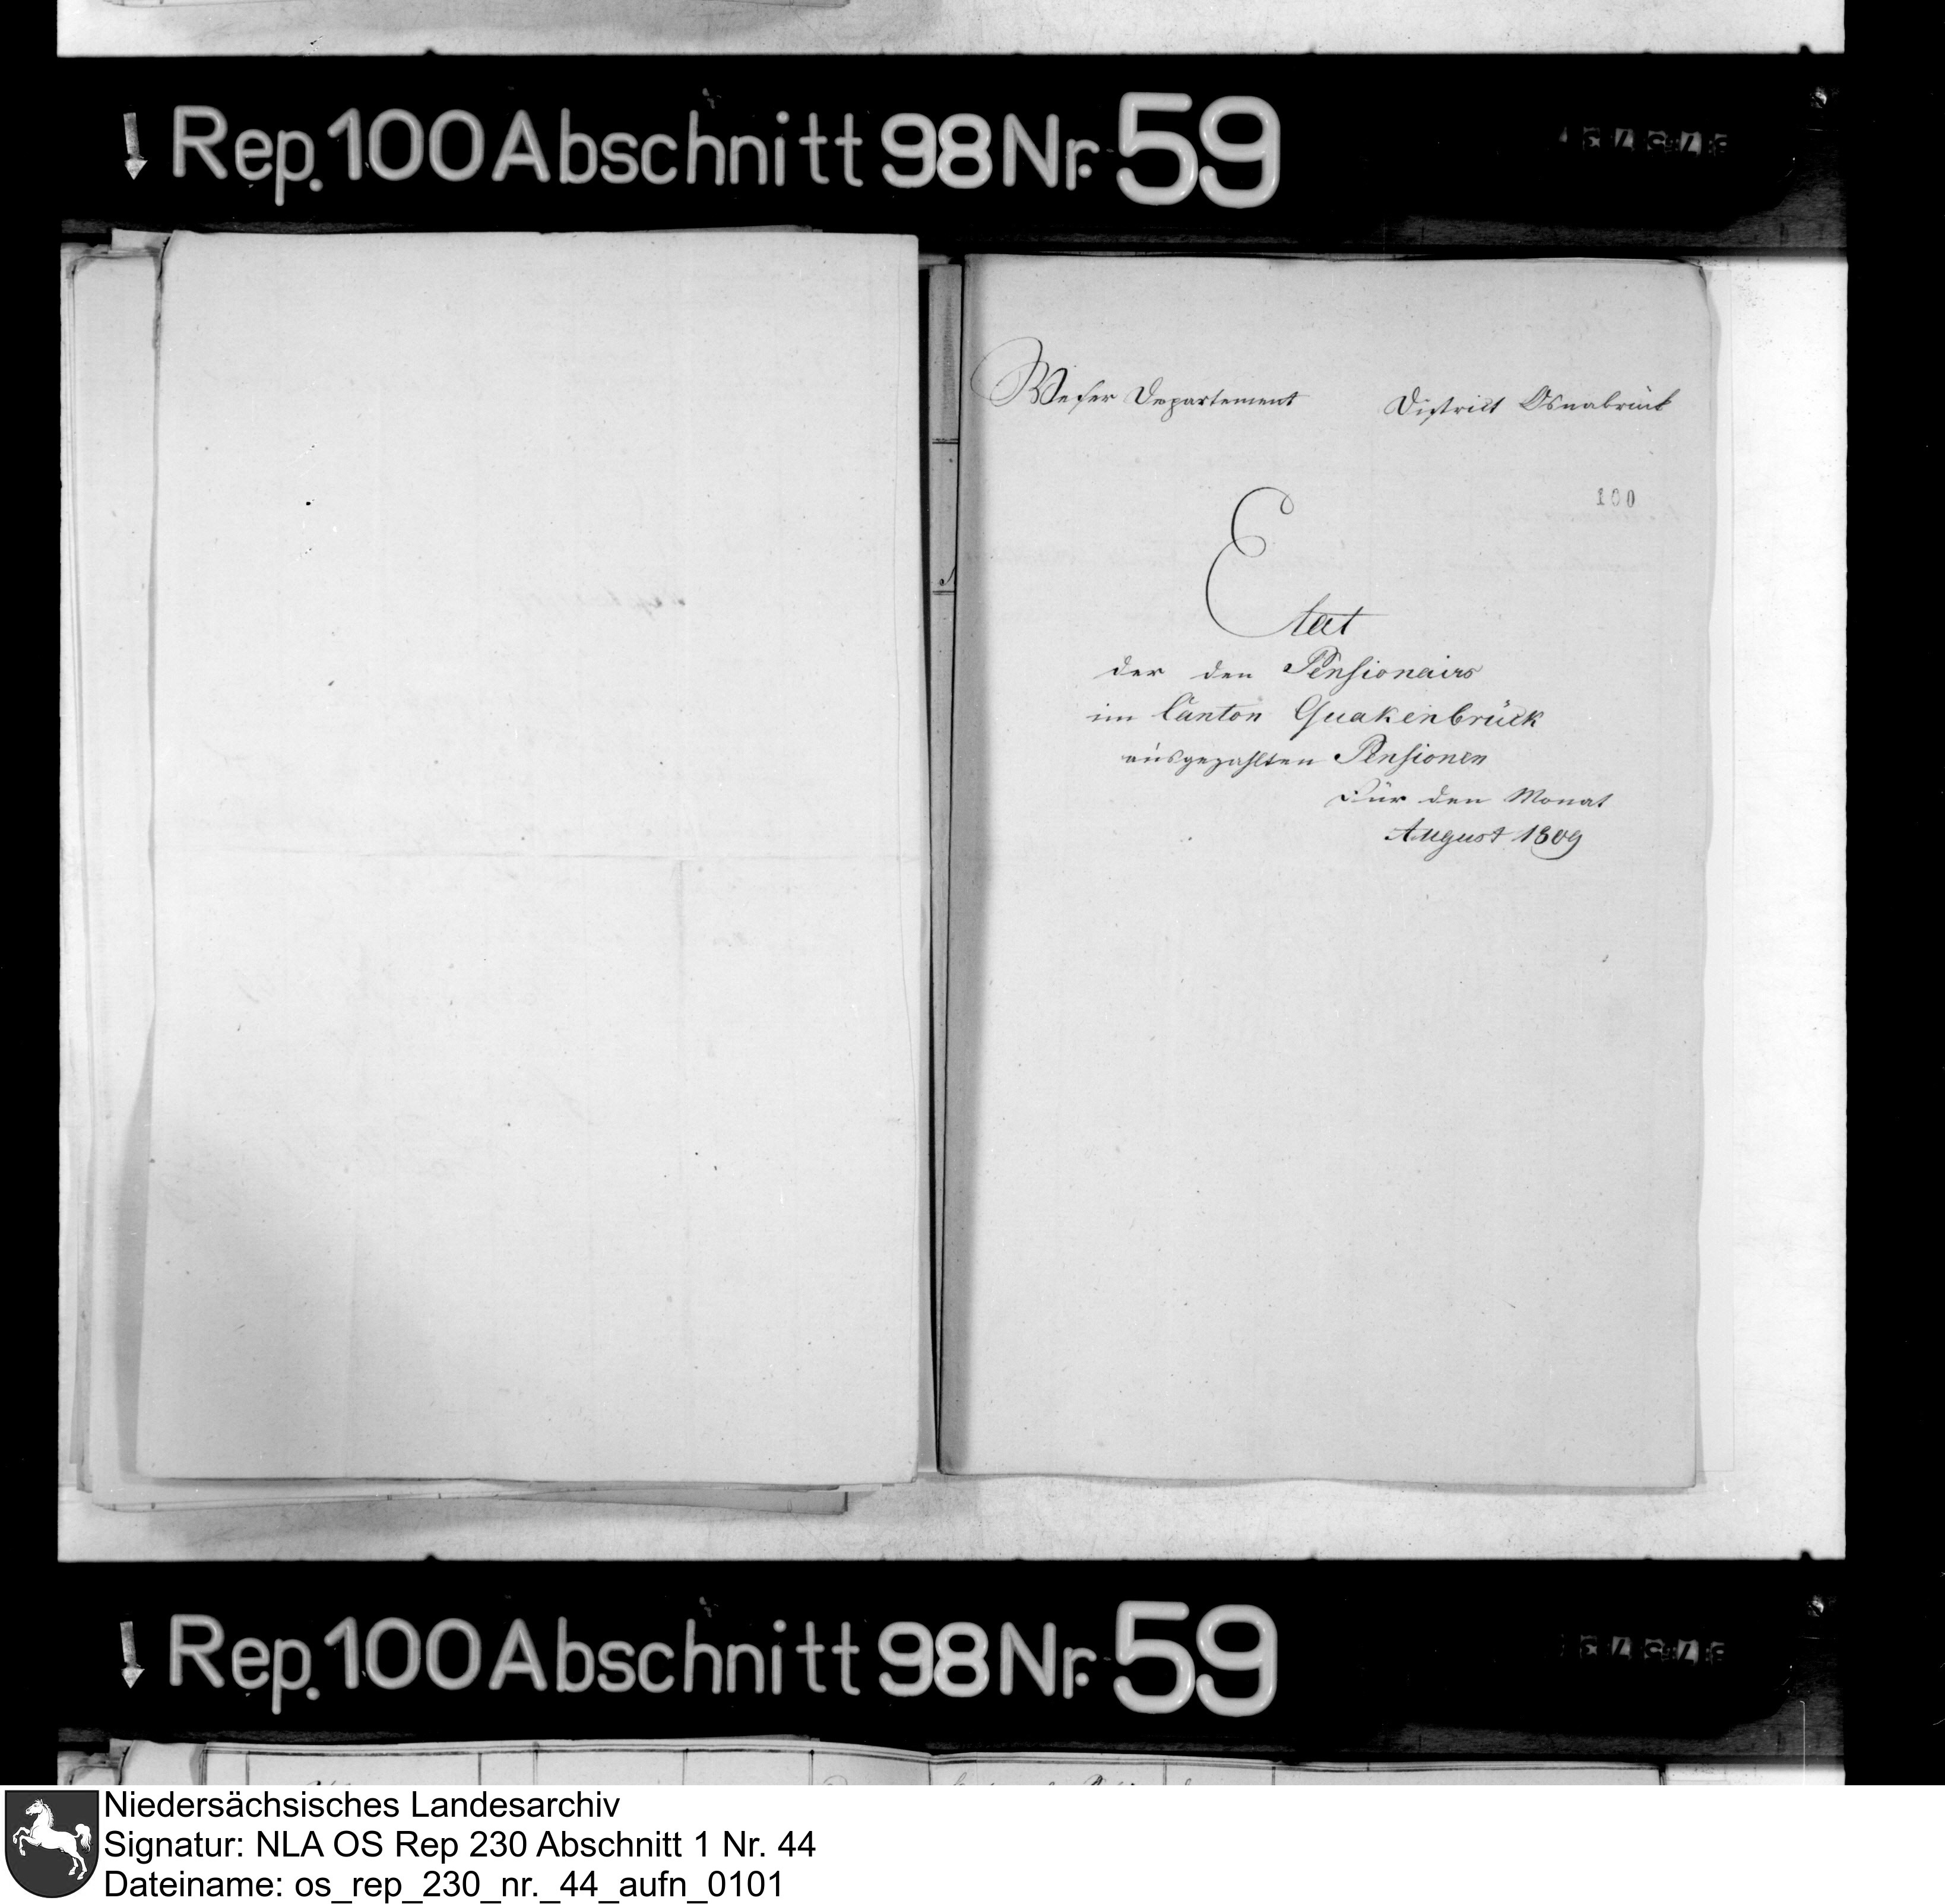 Rep. 100 Abschnitt 98 Nr. 59
Weser Departement District Osnabrück
100
Etat
der den Pensionairs
im Canton Quakenbrück
ausgezahlten Pensionen
Für den Monat
August 1809
Rep. 100 Abschnitt 98 Nr. 59
Niedersächsisches Landesarchiv
Signatur: NLA OS Rep 230 Abschnitt 1 Nr. 44
Dateiname: os_rep_230_nr._44_aufn_0101